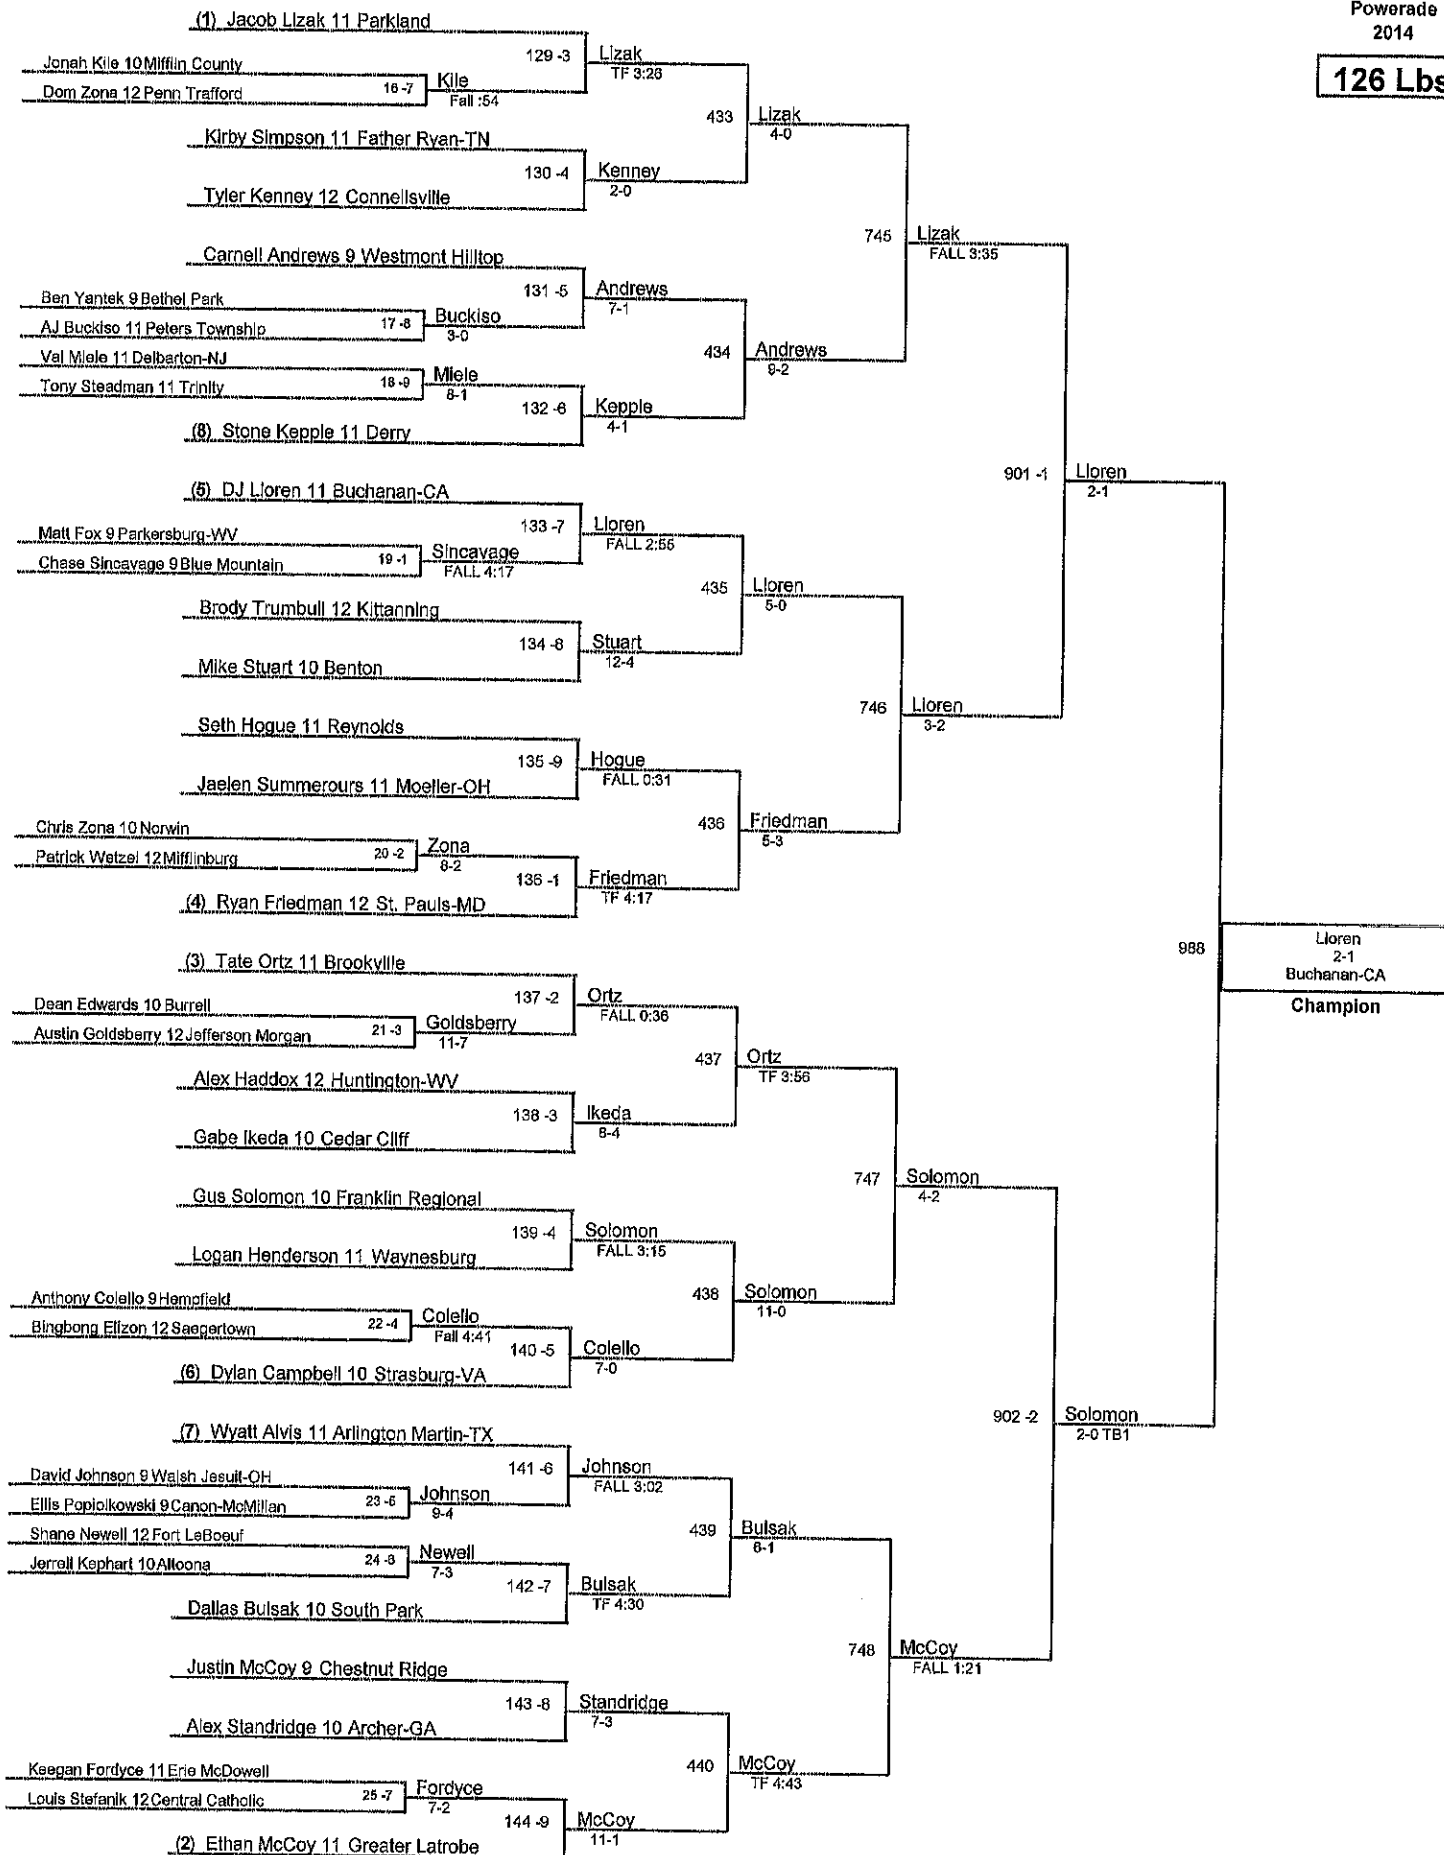 Powerade
2014
126 Lbs
(1) Jacob Lizak 11 Parkland
129 -3
Lizak
TF 3:28
Jonah Kile 10 Mifflin County
16 -7
Kile
Fall :54
Dom Zona 12 Penn Trafford
433
Lizak
4-0
Kirby Simpson 11 Father Ryan-TN
130 -4
Kenney
2-0
Tyler Kenney 12 Connellsville
745
Lizak
FALL 3:35
Carnell Andrews 9 Westmont Hilltop
131 -5
Andrews
7-1
Ben Yantek 9 Bethel Park
17 -8
Buckiso
3-0
AJ Buckiso 11 Peters Township
434
Andrews
9-2
Val Miele 11 Delbarton-NJ
18 -9
Miele
8-1
Tony Steadman 11 Trinity
132 -6
Kepple
4-1
(8) Stone Kepple 11 Derry
901 -1
Lloren
2-1
(5) DJ Lloren 11 Buchanan-CA
133 -7
Lloren
FALL 2:55
Matt Fox 9 Parkersburg-WV
19 -1
Sincavage
FALL 4:17
Chase Sincavage 9 Blue Mountain
435
Lloren
5-0
Brody Trumbull 12 Kittanning
134 -8
Stuart
12-4
Mike Stuart 10 Benton
746
Lloren
3-2
Seth Hogue 11 Reynolds
135 -9
Hogue
FALL 0:31
Jaelen Summerours 11 Moeller-OH
436
Friedman
5-3
Chris Zona 10 Norwin
20 -2
Zona
8-2
Patrick Wetzel 12 Mifflinburg
136 -1
Friedman
TF 4:17
(4) Ryan Friedman 12 St. Pauls-MD
988
Lloren
2-1
Buchanan-CA
Champion
(3) Tate Ortz 11 Brookville
137 -2
Ortz
FALL 0:36
Dean Edwards 10 Burrell
21 -3
Goldsberry
11-7
Austin Goldsberry 12 Jefferson Morgan
437
Ortz
TF 3:56
Alex Haddox 12 Huntington-WV
138 -3
Ikeda
8-4
Gabe Ikeda 10 Cedar Cliff
747
Solomon
4-2
Gus Solomon 10 Franklin Regional
139 -4
Solomon
FALL 3:15
Logan Henderson 11 Waynesburg
438
Solomon
11-0
Anthony Colello 9 Hempfield
22 -4
Colello
Fall 4:41
Bingbong Elizon 12 Saegertown
140 -5
Colello
7-0
(6) Dylan Campbell 10 Strasburg-VA
902 -2
Solomon
2-0 TB1
(7) Wyatt Alvis 11 Arlington Martin-TX
141 -6
Johnson
FALL 3:02
David Johnson 9 Walsh Jesuit-OH
23 -5
Johnson
9-4
Ellis Popiolkowski 9 Canon-McMillan
439
Bulsak
6-1
Shane Newell 12 Fort LeBoeuf
24 -6
Newell
7-3
Jerrell Kephart 10 Altoona
142 -7
Bulsak
TF 4:30
Dallas Bulsak 10 South Park
748
McCoy
FALL 1:21
Justin McCoy 9 Chestnut Ridge
143 -8
Standridge
7-3
Alex Standridge 10 Archer-GA
440
McCoy
TF 4:43
Keegan Fordyce 11 Erie McDowell
25 -7
Fordyce
7-2
Louis Stefanik 12 Central Catholic
144 -9
McCoy
11-1
(2) Ethan McCoy 11 Greater Latrobe